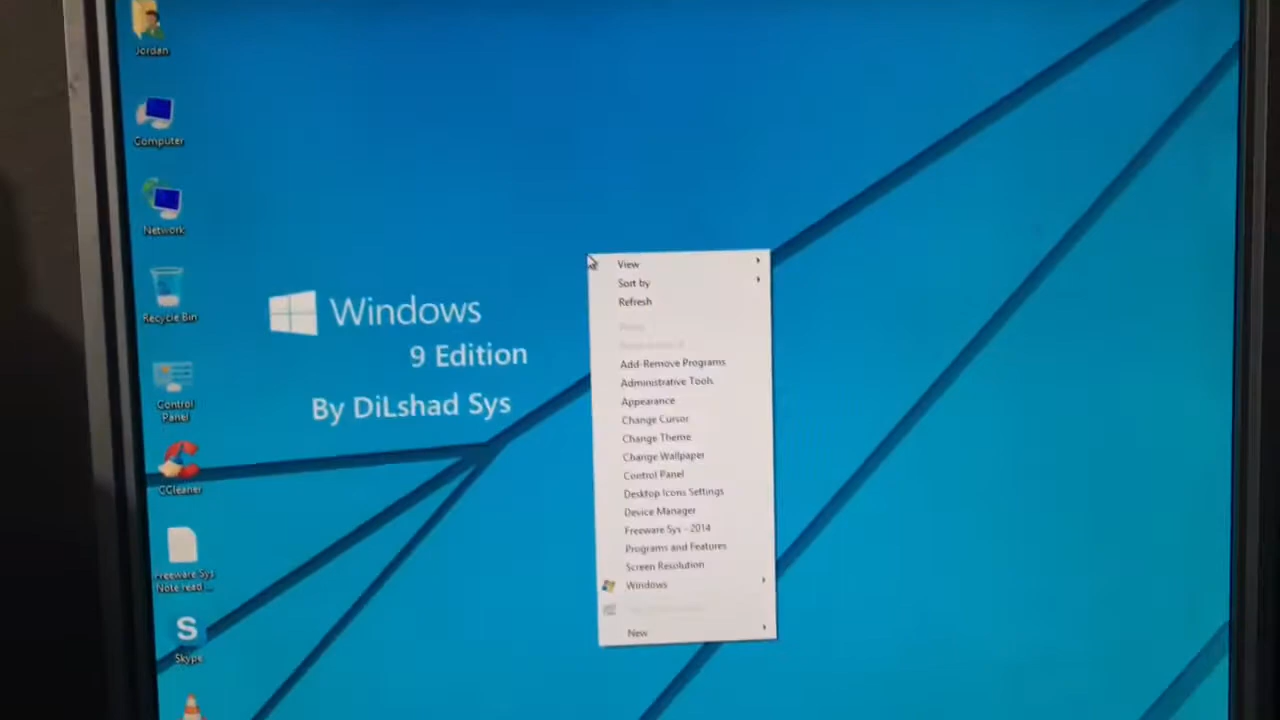 Jordan
Computer
Network
Recycle Bin
Control
Panel
CCleaner
Freeware Sys
Note read ...
Skype
Windows
9 Edition
By DiLshad Sys
View
Sort by
Refresh
Add-Remove Programs
Administrative Tools
Appearance
Change Cursor
Change Theme
Change Wallpaper
Control Panel
Desktop Icons Settings
Device Manager
Freeware Sys - 2014
Programs and Features
Screen Resolution
Windows
New